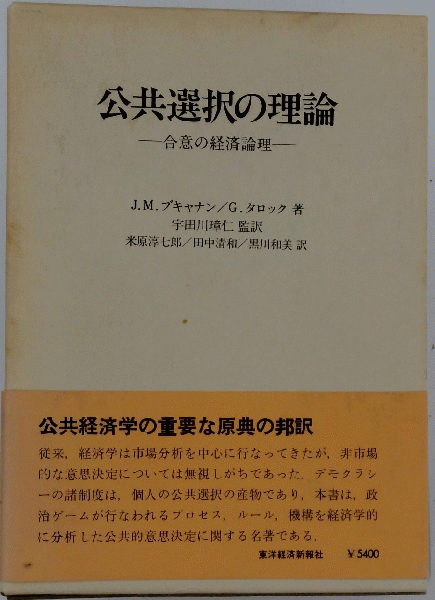 公共選択の理論
―合意の経済論理―
J.M.ブキャナン／G.タロック 著
宇田川璋仁 監訳
米原淳七郎／田中清和／黒川和美 訳
公共経済学の重要な原典の邦訳
従来，経済学は市場分析を中心に行なってきたが，非市場
的な意思決定については無視しがちであった．デモクラシ
ーの諸制度は，個人の公共選択の産物であり，本書は，政
治ゲームが行なわれるプロセス，ルール，機構を経済学的
に分析した公共的意思決定に関する名著である．
東洋経済新報社 ￥5400